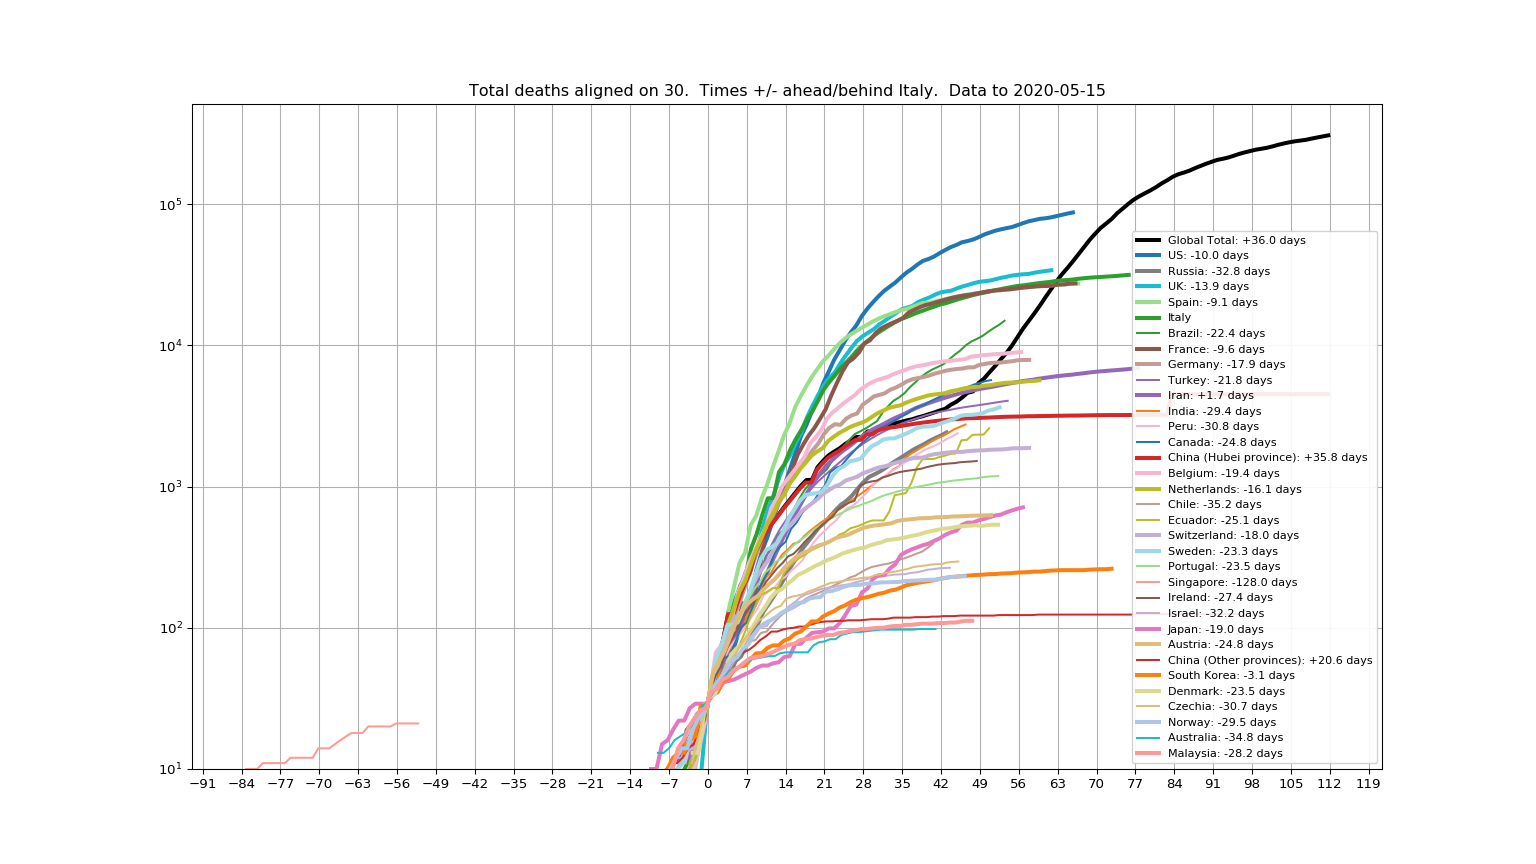 Total deaths aligned on 30.  Times +/- ahead/behind Italy.  Data to 2020-05-15
10^5
10^4
10^3
10^2
10^1
Global Total: +36.0 days
US: -10.0 days
Russia: -32.8 days
UK: -13.9 days
Spain: -9.1 days
Italy
Brazil: -22.4 days
France: -9.6 days
Germany: -17.9 days
Turkey: -21.8 days
Iran: +1.7 days
India: -29.4 days
Peru: -30.8 days
Canada: -24.8 days
China (Hubei province): +35.8 days
Belgium: -19.4 days
Netherlands: -16.1 days
Chile: -35.2 days
Ecuador: -25.1 days
Switzerland: -18.0 days
Sweden: -23.3 days
Portugal: -23.5 days
Singapore: -128.0 days
Ireland: -27.4 days
Israel: -32.2 days
Japan: -19.0 days
Austria: -24.8 days
China (Other provinces): +20.6 days
South Korea: -3.1 days
Denmark: -23.5 days
Czechia: -30.7 days
Norway: -29.5 days
Australia: -34.8 days
Malaysia: -28.2 days
−91 −84 −77 −70 −63 −56 −49 −42 −35 −28 −21 −14 −7 0 7 14 21 28 35 42 49 56 63 70 77 84 91 98 105 112 119